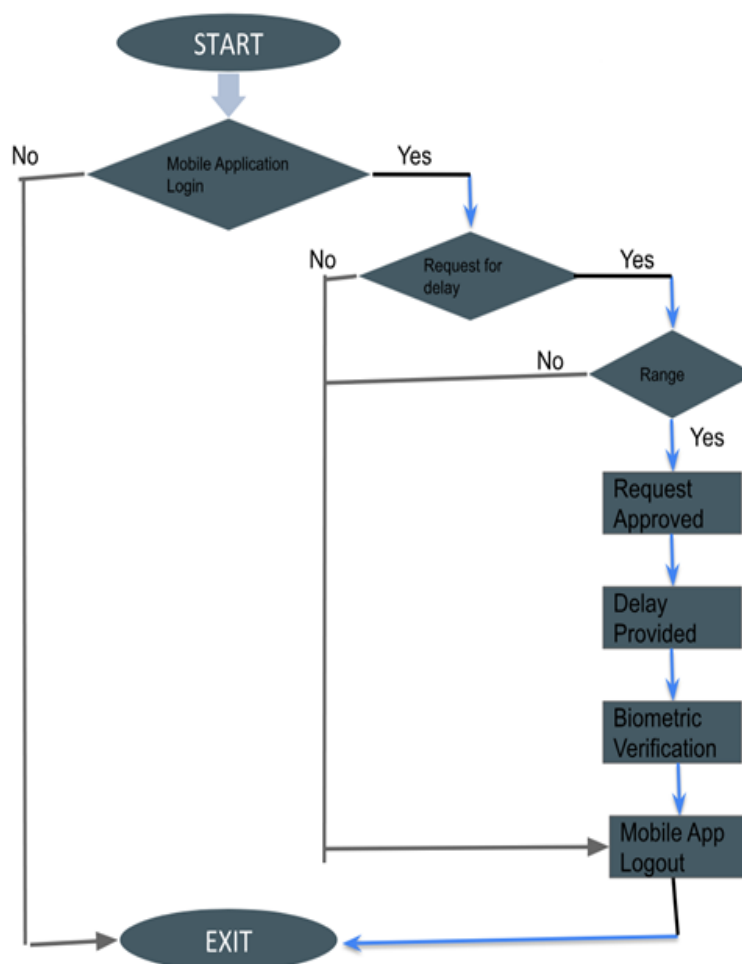 START
No
Mobile Application
Login
Yes
No
Request for
delay
Yes
No
Range
Yes
Request
Approved
Delay
Provided
Biometric
Verification
Mobile App
Logout
EXIT